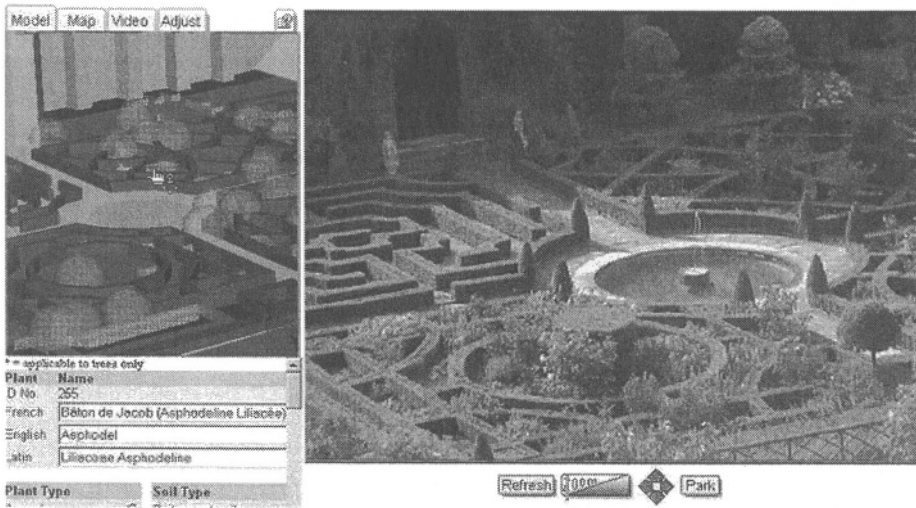 Model Map Video Adjust
* = applicable to trees only
Plant Name
ID No. 255
French Bâton de Jacob (Asphodeline Liliacée)
English Asphodel
Latin Liliaceae Asphodeline
Plant Type Soil Type
Refresh Zoom Park